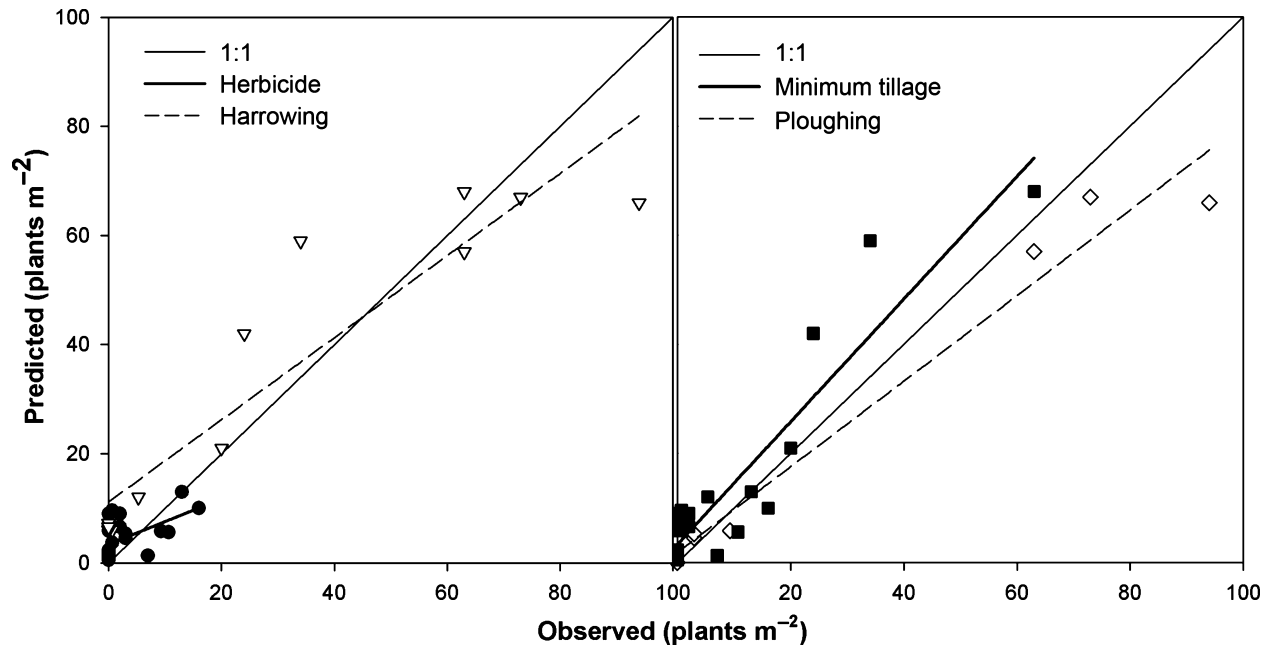 Predicted (plants m−2)
100
80
60
40
20
0
1:1
Herbicide
Harrowing
0 20 40 60 80 100
1:1
Minimum tillage
Ploughing
20 40 60 80 100
Observed (plants m−2)